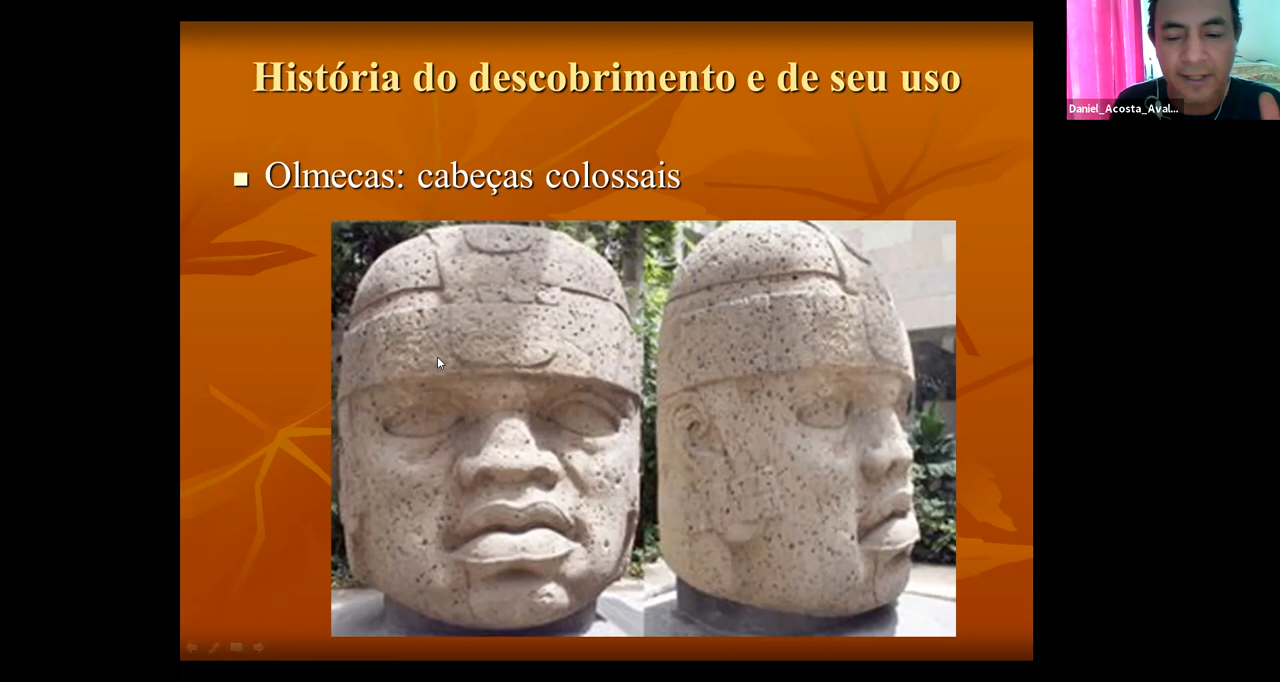 História do descobrimento e de seu uso
Olmecas: cabeças colossais
Daniel_Acosta_Aval...